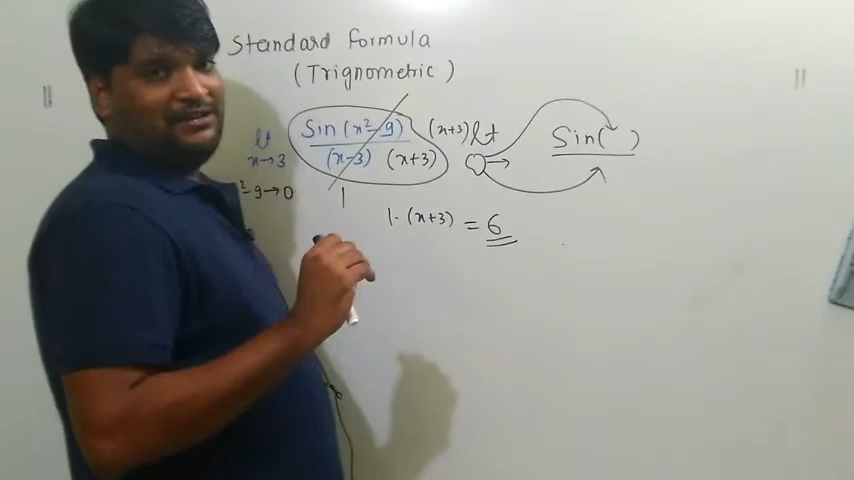 Standard formula
(Trignometric)
lt sin(x²-9) (x+3) lt sin( )
x→3 (x-3) (x+3) →
²-9→0 1
1·(x+3) = 6